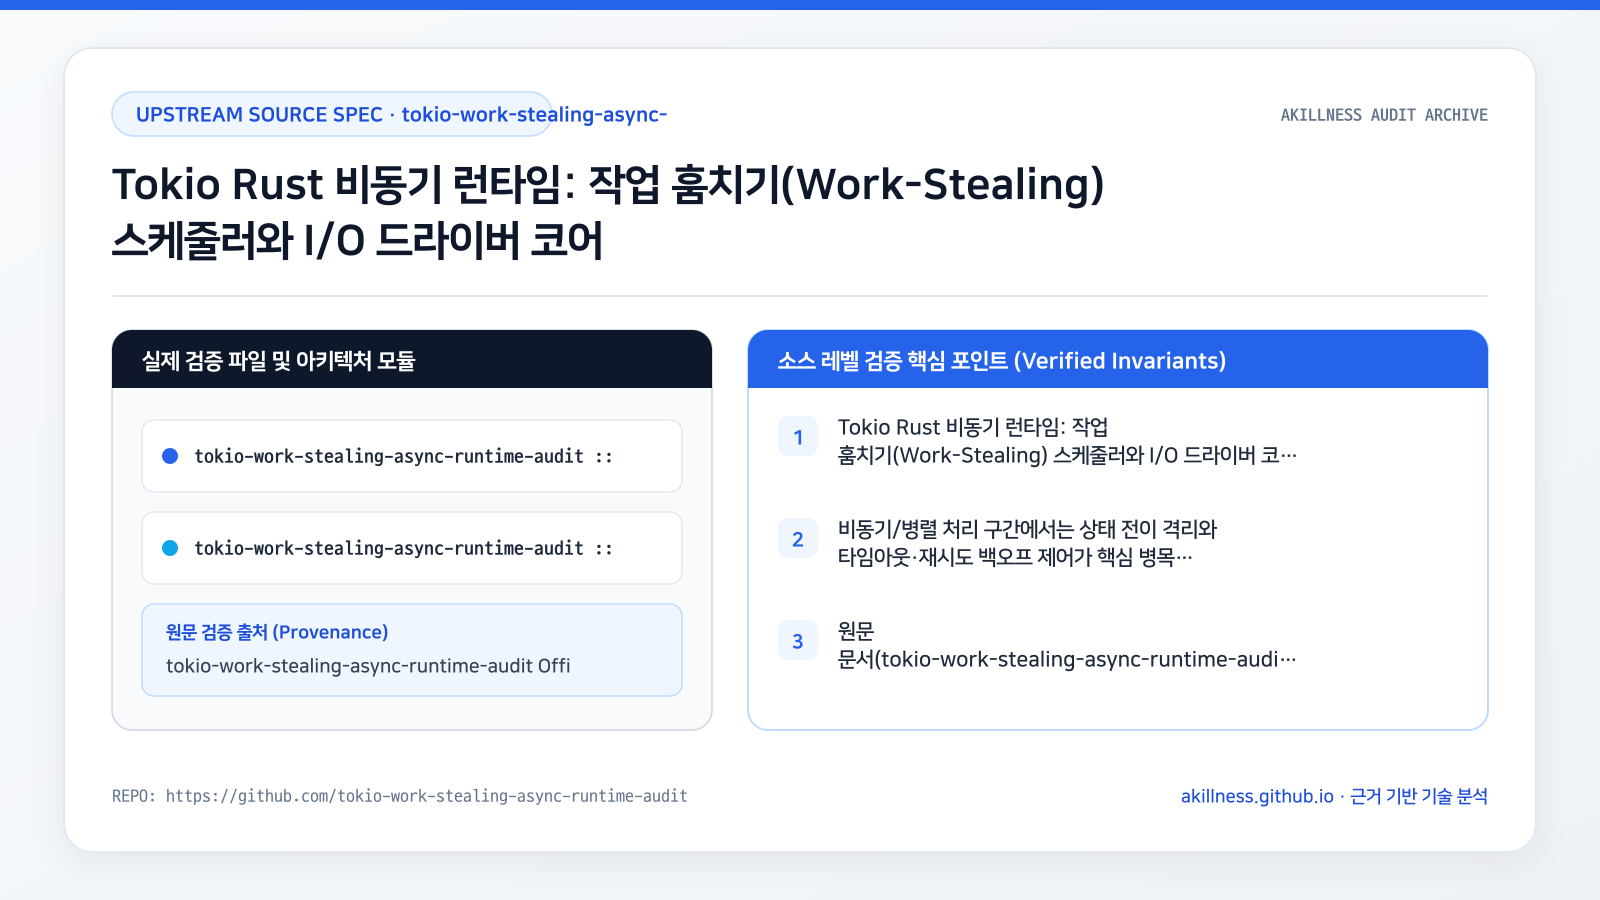 UPSTREAM SOURCE SPEC · tokio-work-stealing-async-
AKILLNESS AUDIT ARCHIVE
Tokio Rust 비동기 런타임: 작업 훔치기(Work-Stealing)
스케줄러와 I/O 드라이버 코어
실제 검증 파일 및 아키텍처 모듈
tokio-work-stealing-async-runtime-audit ::
tokio-work-stealing-async-runtime-audit ::
원문 검증 출처 (Provenance)
tokio-work-stealing-async-runtime-audit Offi
소스 레벨 검증 핵심 포인트 (Verified Invariants)
1
Tokio Rust 비동기 런타임: 작업
훔치기(Work-Stealing) 스케줄러와 I/O 드라이버 코…
2
비동기/병렬 처리 구간에서는 상태 전이 격리와
타임아웃·재시도 백오프 제어가 핵심 병목…
3
원문
문서(tokio-work-stealing-async-runtime-audi…
REPO: https://github.com/tokio-work-stealing-async-runtime-audit
akillness.github.io · 근거 기반 기술 분석